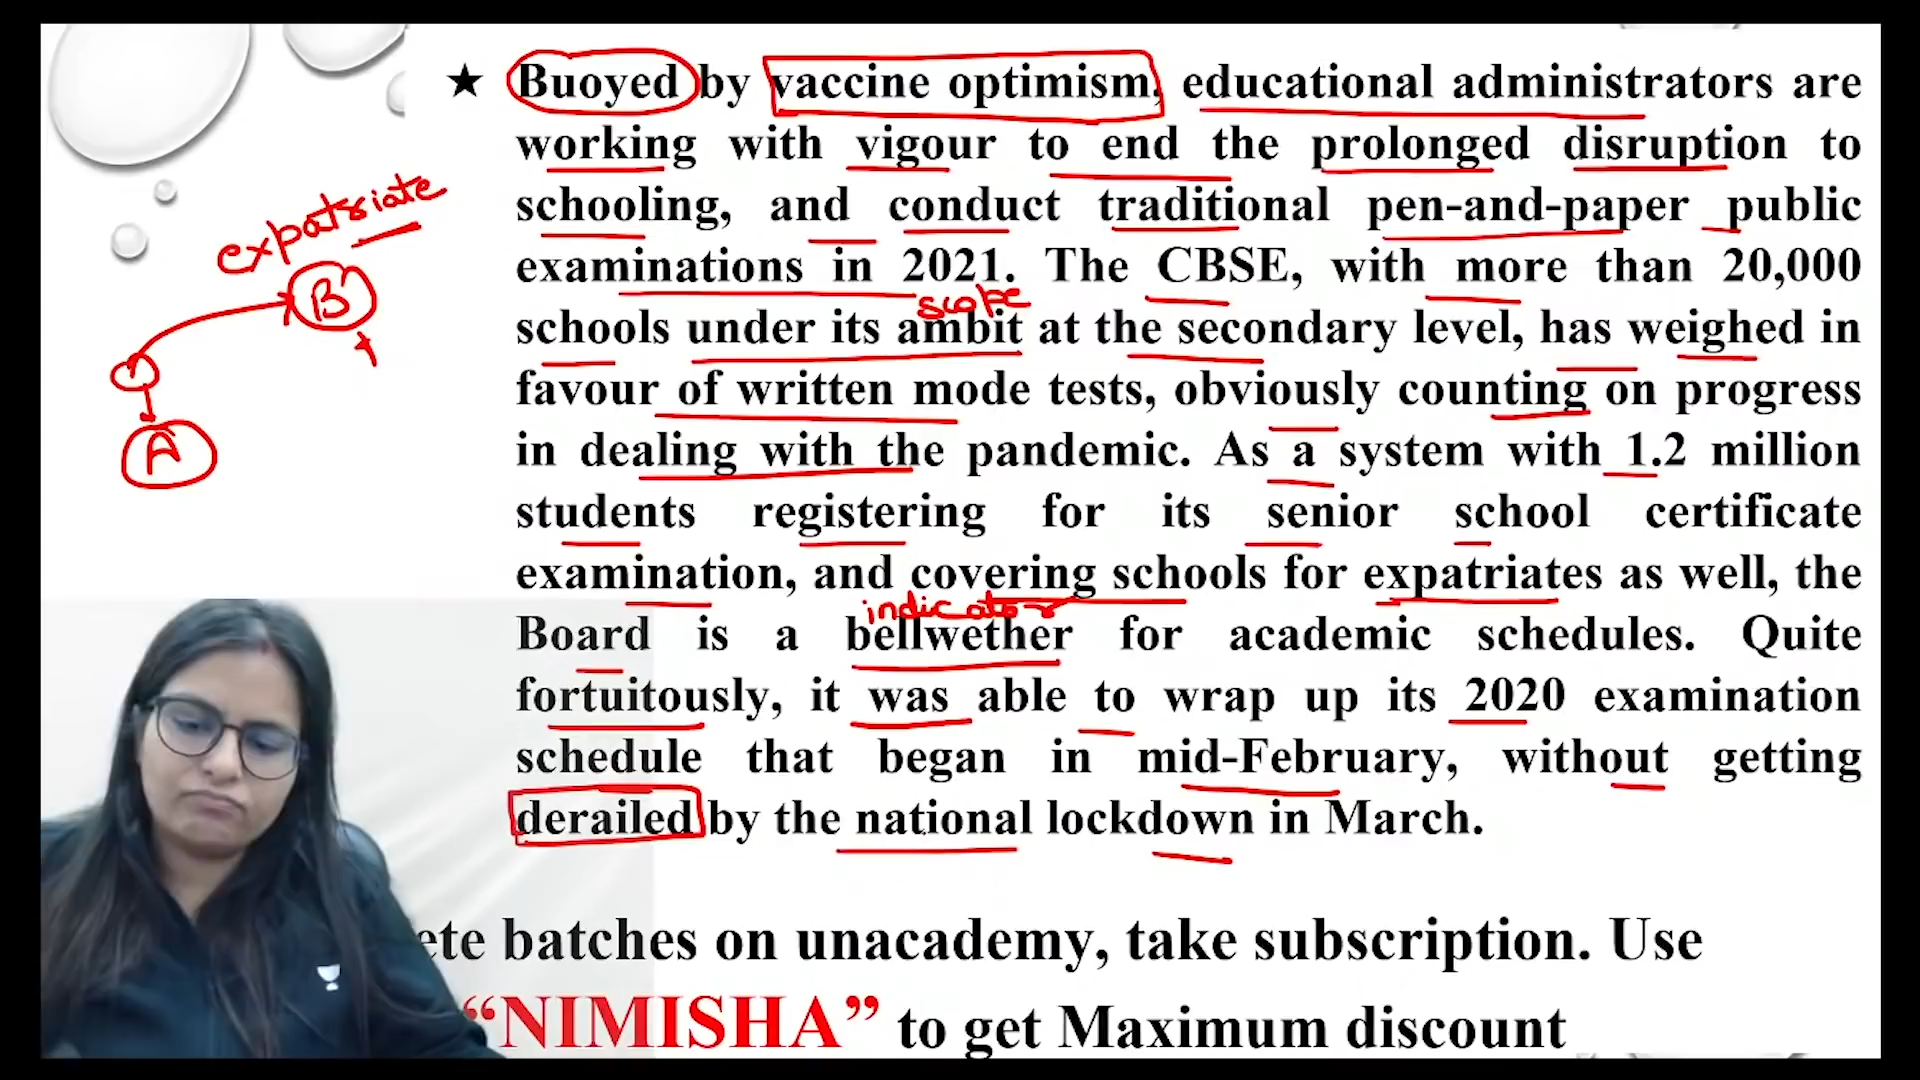 ★ Buoyed by vaccine optimism, educational administrators are
working with vigour to end the prolonged disruption to
schooling, and conduct traditional pen-and-paper public
examinations in 2021. The CBSE, with more than 20,000
scope
schools under its ambit at the secondary level, has weighed in
favour of written mode tests, obviously counting on progress
in dealing with the pandemic. As a system with 1.2 million
students registering for its senior school certificate
examination, and covering schools for expatriates as well, the
indicator
Board is a bellwether for academic schedules. Quite
fortuitously, it was able to wrap up its 2020 examination
schedule that began in mid-February, without getting
derailed by the national lockdown in March.
expatriate
B
A
ete batches on unacademy, take subscription. Use
“NIMISHA” to get Maximum discount